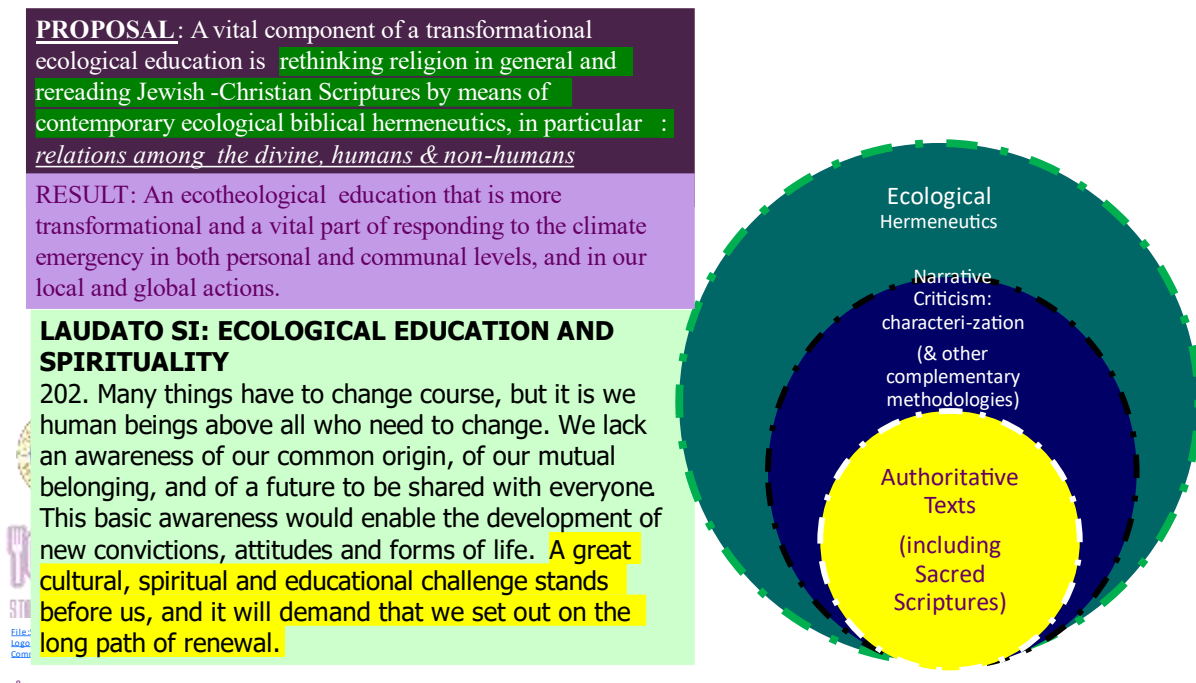 PROPOSAL: A vital component of a transformational
ecological education is rethinking religion in general and
rereading Jewish -Christian Scriptures by means of
contemporary ecological biblical hermeneutics, in particular :
relations among the divine, humans & non-humans
RESULT: An ecotheological education that is more
transformational and a vital part of responding to the climate
emergency in both personal and communal levels, and in our
local and global actions.
LAUDATO SI: ECOLOGICAL EDUCATION AND
SPIRITUALITY
202. Many things have to change course, but it is we
human beings above all who need to change. We lack
an awareness of our common origin, of our mutual
belonging, and of a future to be shared with everyone.
This basic awareness would enable the development of
new convictions, attitudes and forms of life. A great
cultural, spiritual and educational challenge stands
before us, and it will demand that we set out on the
long path of renewal.
Ecological
Hermeneutics
Narrative
Criticism:
characteri-zation
(& other
complementary
methodologies)
Authoritative
Texts
(including
Sacred
Scriptures)
File:
Logo